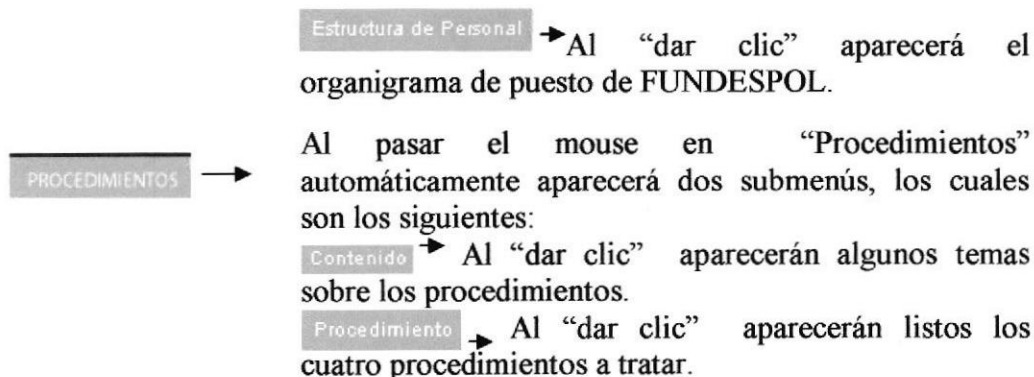 Estructura de Personal Al “dar clic” aparecerá el
organigrama de puesto de FUNDESPOL.
Al pasar el mouse en “Procedimientos”
PROCEDIMIENTOS automáticamente aparecerá dos submenús, los cuales
son los siguientes:
Contenido Al “dar clic” aparecerán algunos temas
sobre los procedimientos.
Procedimiento Al “dar clic” aparecerán listos los
cuatro procedimientos a tratar.